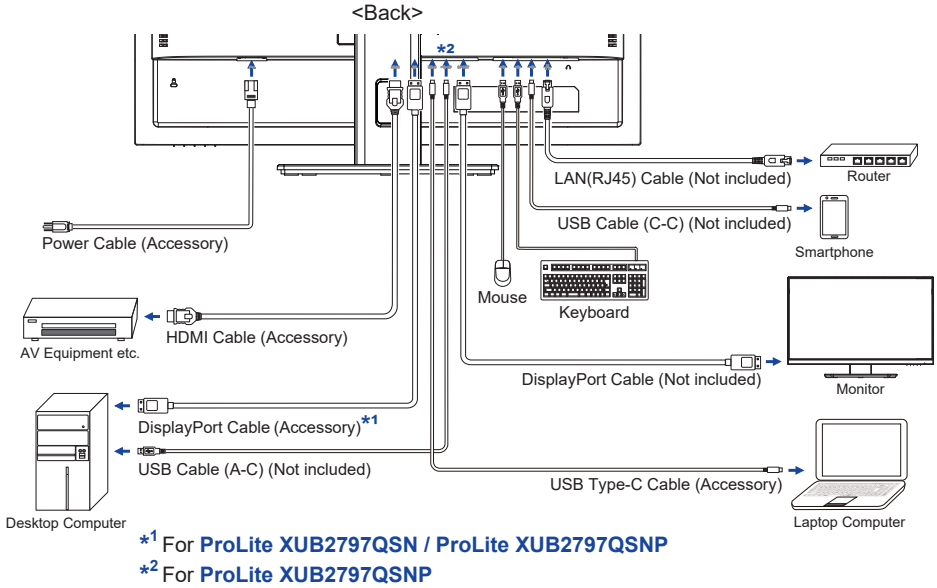 <Back>
*2
LAN(RJ45) Cable (Not included)
Router
USB Cable (C-C) (Not included)
Smartphone
Power Cable (Accessory)
Mouse
Keyboard
HDMI Cable (Accessory)
AV Equipment etc.
DisplayPort Cable (Not included)
Monitor
DisplayPort Cable (Accessory)*1
USB Cable (A-C) (Not included)
USB Type-C Cable (Accessory)
Desktop Computer
Laptop Computer
*1 For ProLite XUB2797QSN / ProLite XUB2797QSNP
*2 For ProLite XUB2797QSNP